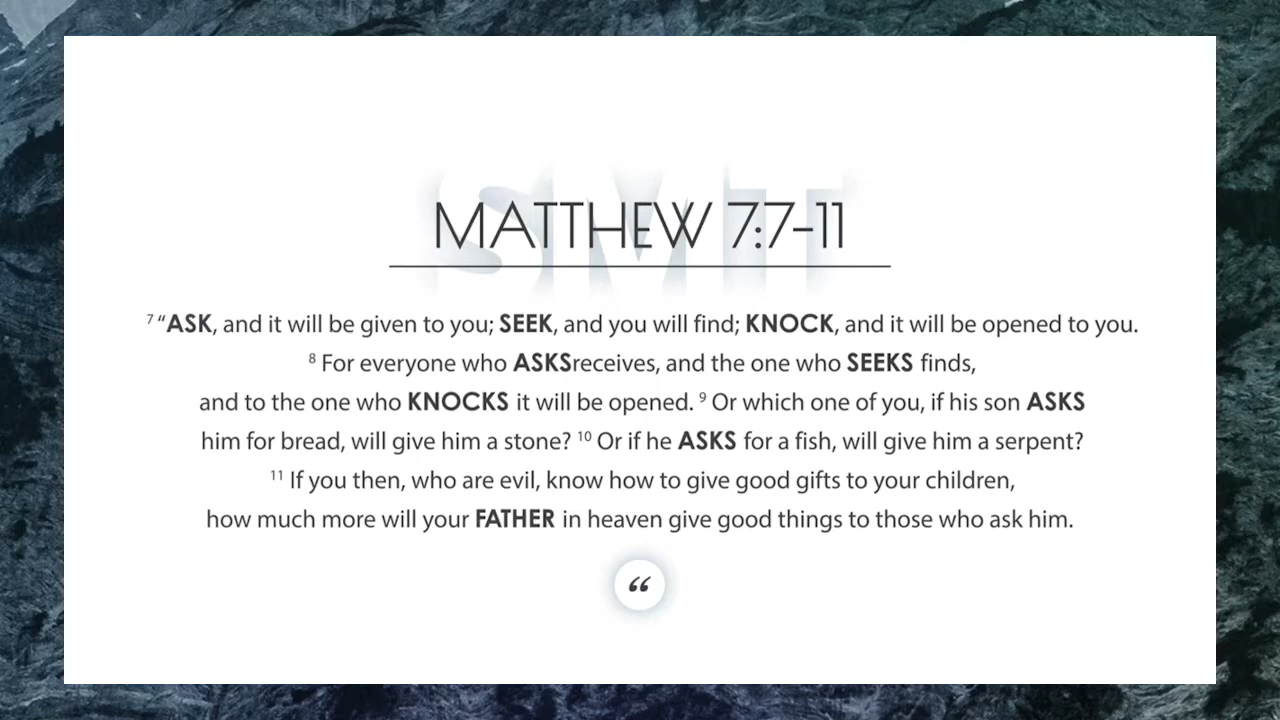 SMT
MATTHEW 7:7-11
7 “ASK, and it will be given to you; SEEK, and you will find; KNOCK, and it will be opened to you.
8 For everyone who ASKSreceives, and the one who SEEKS finds,
and to the one who KNOCKS it will be opened. 9 Or which one of you, if his son ASKS
him for bread, will give him a stone? 10 Or if he ASKS for a fish, will give him a serpent?
11 If you then, who are evil, know how to give good gifts to your children,
how much more will your FATHER in heaven give good things to those who ask him.
“